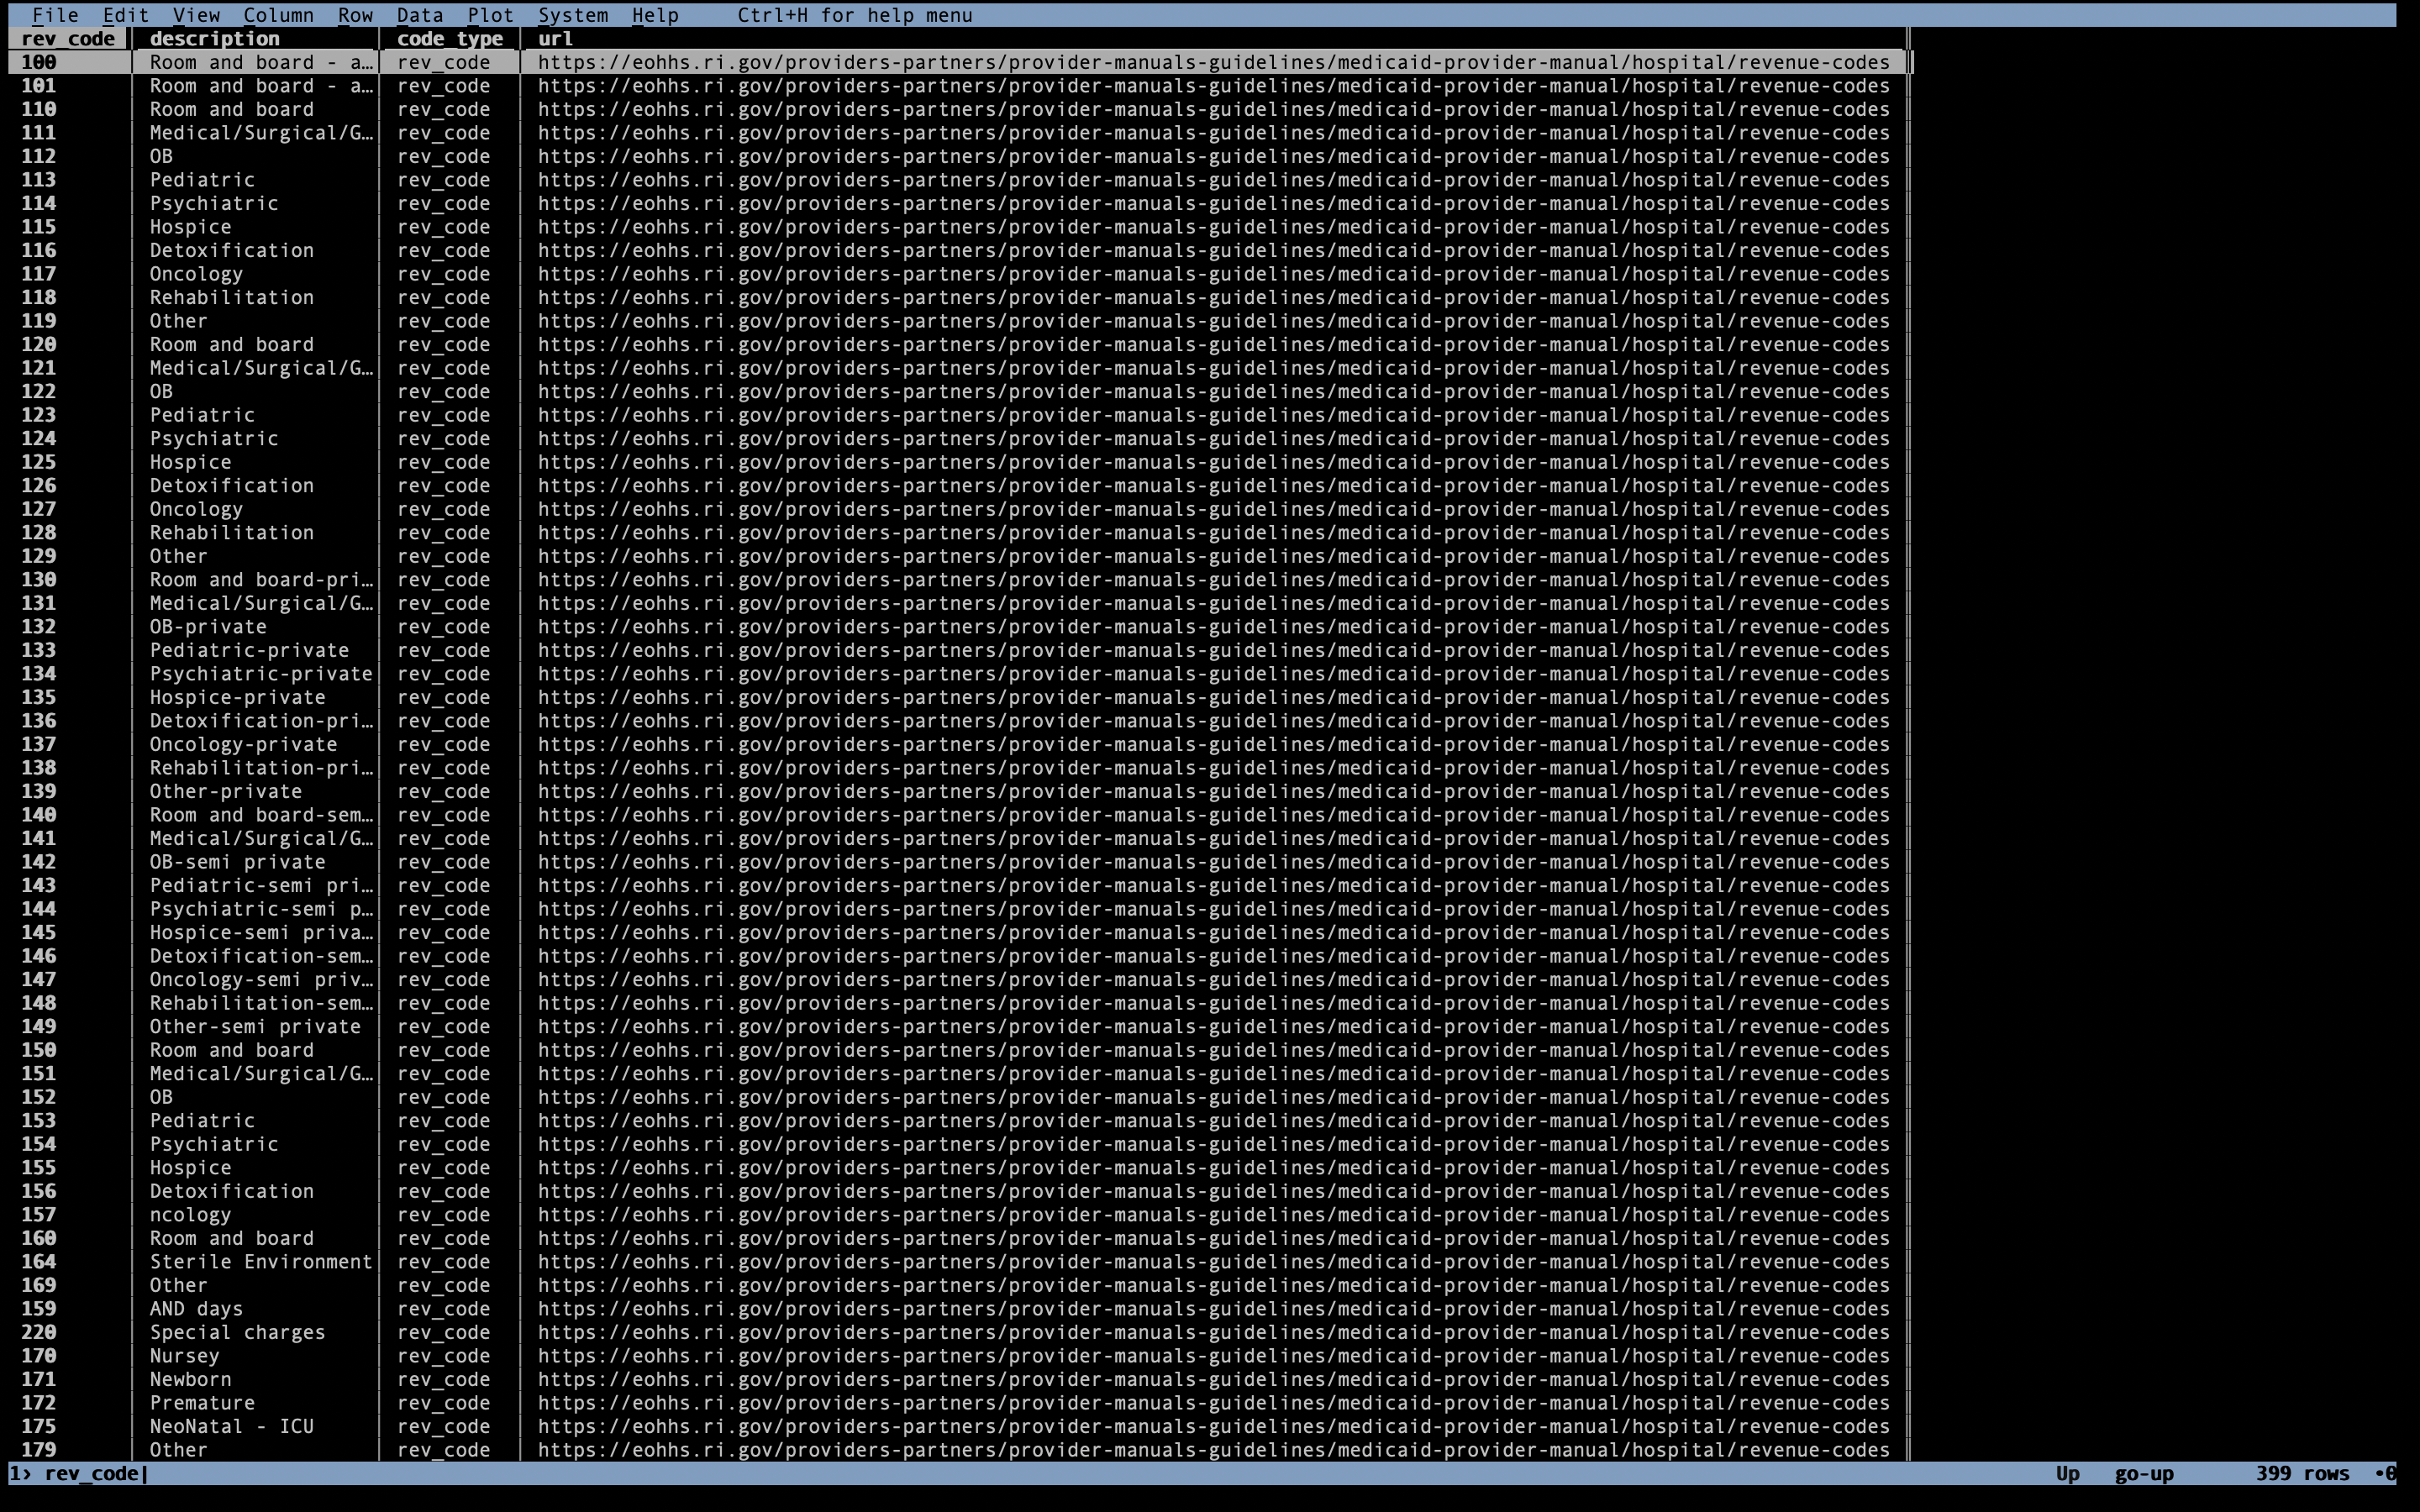 File Edit View Column Row Data Plot System Help Ctrl+H for help menu
rev_code description code_type url
100 Room and board - a… rev_code https://eohhs.ri.gov/providers-partners/provider-manuals-guidelines/medicaid-provider-manual/hospital/revenue-codes
101 Room and board - a… rev_code https://eohhs.ri.gov/providers-partners/provider-manuals-guidelines/medicaid-provider-manual/hospital/revenue-codes
110 Room and board rev_code https://eohhs.ri.gov/providers-partners/provider-manuals-guidelines/medicaid-provider-manual/hospital/revenue-codes
111 Medical/Surgical/G… rev_code https://eohhs.ri.gov/providers-partners/provider-manuals-guidelines/medicaid-provider-manual/hospital/revenue-codes
112 OB rev_code https://eohhs.ri.gov/providers-partners/provider-manuals-guidelines/medicaid-provider-manual/hospital/revenue-codes
113 Pediatric rev_code https://eohhs.ri.gov/providers-partners/provider-manuals-guidelines/medicaid-provider-manual/hospital/revenue-codes
114 Psychiatric rev_code https://eohhs.ri.gov/providers-partners/provider-manuals-guidelines/medicaid-provider-manual/hospital/revenue-codes
115 Hospice rev_code https://eohhs.ri.gov/providers-partners/provider-manuals-guidelines/medicaid-provider-manual/hospital/revenue-codes
116 Detoxification rev_code https://eohhs.ri.gov/providers-partners/provider-manuals-guidelines/medicaid-provider-manual/hospital/revenue-codes
117 Oncology rev_code https://eohhs.ri.gov/providers-partners/provider-manuals-guidelines/medicaid-provider-manual/hospital/revenue-codes
118 Rehabilitation rev_code https://eohhs.ri.gov/providers-partners/provider-manuals-guidelines/medicaid-provider-manual/hospital/revenue-codes
119 Other rev_code https://eohhs.ri.gov/providers-partners/provider-manuals-guidelines/medicaid-provider-manual/hospital/revenue-codes
120 Room and board rev_code https://eohhs.ri.gov/providers-partners/provider-manuals-guidelines/medicaid-provider-manual/hospital/revenue-codes
121 Medical/Surgical/G… rev_code https://eohhs.ri.gov/providers-partners/provider-manuals-guidelines/medicaid-provider-manual/hospital/revenue-codes
122 OB rev_code https://eohhs.ri.gov/providers-partners/provider-manuals-guidelines/medicaid-provider-manual/hospital/revenue-codes
123 Pediatric rev_code https://eohhs.ri.gov/providers-partners/provider-manuals-guidelines/medicaid-provider-manual/hospital/revenue-codes
124 Psychiatric rev_code https://eohhs.ri.gov/providers-partners/provider-manuals-guidelines/medicaid-provider-manual/hospital/revenue-codes
125 Hospice rev_code https://eohhs.ri.gov/providers-partners/provider-manuals-guidelines/medicaid-provider-manual/hospital/revenue-codes
126 Detoxification rev_code https://eohhs.ri.gov/providers-partners/provider-manuals-guidelines/medicaid-provider-manual/hospital/revenue-codes
127 Oncology rev_code https://eohhs.ri.gov/providers-partners/provider-manuals-guidelines/medicaid-provider-manual/hospital/revenue-codes
128 Rehabilitation rev_code https://eohhs.ri.gov/providers-partners/provider-manuals-guidelines/medicaid-provider-manual/hospital/revenue-codes
129 Other rev_code https://eohhs.ri.gov/providers-partners/provider-manuals-guidelines/medicaid-provider-manual/hospital/revenue-codes
130 Room and board-pri… rev_code https://eohhs.ri.gov/providers-partners/provider-manuals-guidelines/medicaid-provider-manual/hospital/revenue-codes
131 Medical/Surgical/G… rev_code https://eohhs.ri.gov/providers-partners/provider-manuals-guidelines/medicaid-provider-manual/hospital/revenue-codes
132 OB-private rev_code https://eohhs.ri.gov/providers-partners/provider-manuals-guidelines/medicaid-provider-manual/hospital/revenue-codes
133 Pediatric-private rev_code https://eohhs.ri.gov/providers-partners/provider-manuals-guidelines/medicaid-provider-manual/hospital/revenue-codes
134 Psychiatric-private rev_code https://eohhs.ri.gov/providers-partners/provider-manuals-guidelines/medicaid-provider-manual/hospital/revenue-codes
135 Hospice-private rev_code https://eohhs.ri.gov/providers-partners/provider-manuals-guidelines/medicaid-provider-manual/hospital/revenue-codes
136 Detoxification-pri… rev_code https://eohhs.ri.gov/providers-partners/provider-manuals-guidelines/medicaid-provider-manual/hospital/revenue-codes
137 Oncology-private rev_code https://eohhs.ri.gov/providers-partners/provider-manuals-guidelines/medicaid-provider-manual/hospital/revenue-codes
138 Rehabilitation-pri… rev_code https://eohhs.ri.gov/providers-partners/provider-manuals-guidelines/medicaid-provider-manual/hospital/revenue-codes
139 Other-private rev_code https://eohhs.ri.gov/providers-partners/provider-manuals-guidelines/medicaid-provider-manual/hospital/revenue-codes
140 Room and board-sem… rev_code https://eohhs.ri.gov/providers-partners/provider-manuals-guidelines/medicaid-provider-manual/hospital/revenue-codes
141 Medical/Surgical/G… rev_code https://eohhs.ri.gov/providers-partners/provider-manuals-guidelines/medicaid-provider-manual/hospital/revenue-codes
142 OB-semi private rev_code https://eohhs.ri.gov/providers-partners/provider-manuals-guidelines/medicaid-provider-manual/hospital/revenue-codes
143 Pediatric-semi pri… rev_code https://eohhs.ri.gov/providers-partners/provider-manuals-guidelines/medicaid-provider-manual/hospital/revenue-codes
144 Psychiatric-semi p… rev_code https://eohhs.ri.gov/providers-partners/provider-manuals-guidelines/medicaid-provider-manual/hospital/revenue-codes
145 Hospice-semi priva… rev_code https://eohhs.ri.gov/providers-partners/provider-manuals-guidelines/medicaid-provider-manual/hospital/revenue-codes
146 Detoxification-sem… rev_code https://eohhs.ri.gov/providers-partners/provider-manuals-guidelines/medicaid-provider-manual/hospital/revenue-codes
147 Oncology-semi priv… rev_code https://eohhs.ri.gov/providers-partners/provider-manuals-guidelines/medicaid-provider-manual/hospital/revenue-codes
148 Rehabilitation-sem… rev_code https://eohhs.ri.gov/providers-partners/provider-manuals-guidelines/medicaid-provider-manual/hospital/revenue-codes
149 Other-semi private rev_code https://eohhs.ri.gov/providers-partners/provider-manuals-guidelines/medicaid-provider-manual/hospital/revenue-codes
150 Room and board rev_code https://eohhs.ri.gov/providers-partners/provider-manuals-guidelines/medicaid-provider-manual/hospital/revenue-codes
151 Medical/Surgical/G… rev_code https://eohhs.ri.gov/providers-partners/provider-manuals-guidelines/medicaid-provider-manual/hospital/revenue-codes
152 OB rev_code https://eohhs.ri.gov/providers-partners/provider-manuals-guidelines/medicaid-provider-manual/hospital/revenue-codes
153 Pediatric rev_code https://eohhs.ri.gov/providers-partners/provider-manuals-guidelines/medicaid-provider-manual/hospital/revenue-codes
154 Psychiatric rev_code https://eohhs.ri.gov/providers-partners/provider-manuals-guidelines/medicaid-provider-manual/hospital/revenue-codes
155 Hospice rev_code https://eohhs.ri.gov/providers-partners/provider-manuals-guidelines/medicaid-provider-manual/hospital/revenue-codes
156 Detoxification rev_code https://eohhs.ri.gov/providers-partners/provider-manuals-guidelines/medicaid-provider-manual/hospital/revenue-codes
157 ncology rev_code https://eohhs.ri.gov/providers-partners/provider-manuals-guidelines/medicaid-provider-manual/hospital/revenue-codes
160 Room and board rev_code https://eohhs.ri.gov/providers-partners/provider-manuals-guidelines/medicaid-provider-manual/hospital/revenue-codes
164 Sterile Environment rev_code https://eohhs.ri.gov/providers-partners/provider-manuals-guidelines/medicaid-provider-manual/hospital/revenue-codes
169 Other rev_code https://eohhs.ri.gov/providers-partners/provider-manuals-guidelines/medicaid-provider-manual/hospital/revenue-codes
159 AND days rev_code https://eohhs.ri.gov/providers-partners/provider-manuals-guidelines/medicaid-provider-manual/hospital/revenue-codes
220 Special charges rev_code https://eohhs.ri.gov/providers-partners/provider-manuals-guidelines/medicaid-provider-manual/hospital/revenue-codes
170 Nursey rev_code https://eohhs.ri.gov/providers-partners/provider-manuals-guidelines/medicaid-provider-manual/hospital/revenue-codes
171 Newborn rev_code https://eohhs.ri.gov/providers-partners/provider-manuals-guidelines/medicaid-provider-manual/hospital/revenue-codes
172 Premature rev_code https://eohhs.ri.gov/providers-partners/provider-manuals-guidelines/medicaid-provider-manual/hospital/revenue-codes
175 NeoNatal - ICU rev_code https://eohhs.ri.gov/providers-partners/provider-manuals-guidelines/medicaid-provider-manual/hospital/revenue-codes
179 Other rev_code https://eohhs.ri.gov/providers-partners/provider-manuals-guidelines/medicaid-provider-manual/hospital/revenue-codes
1› rev_code| Up go-up 399 rows •0